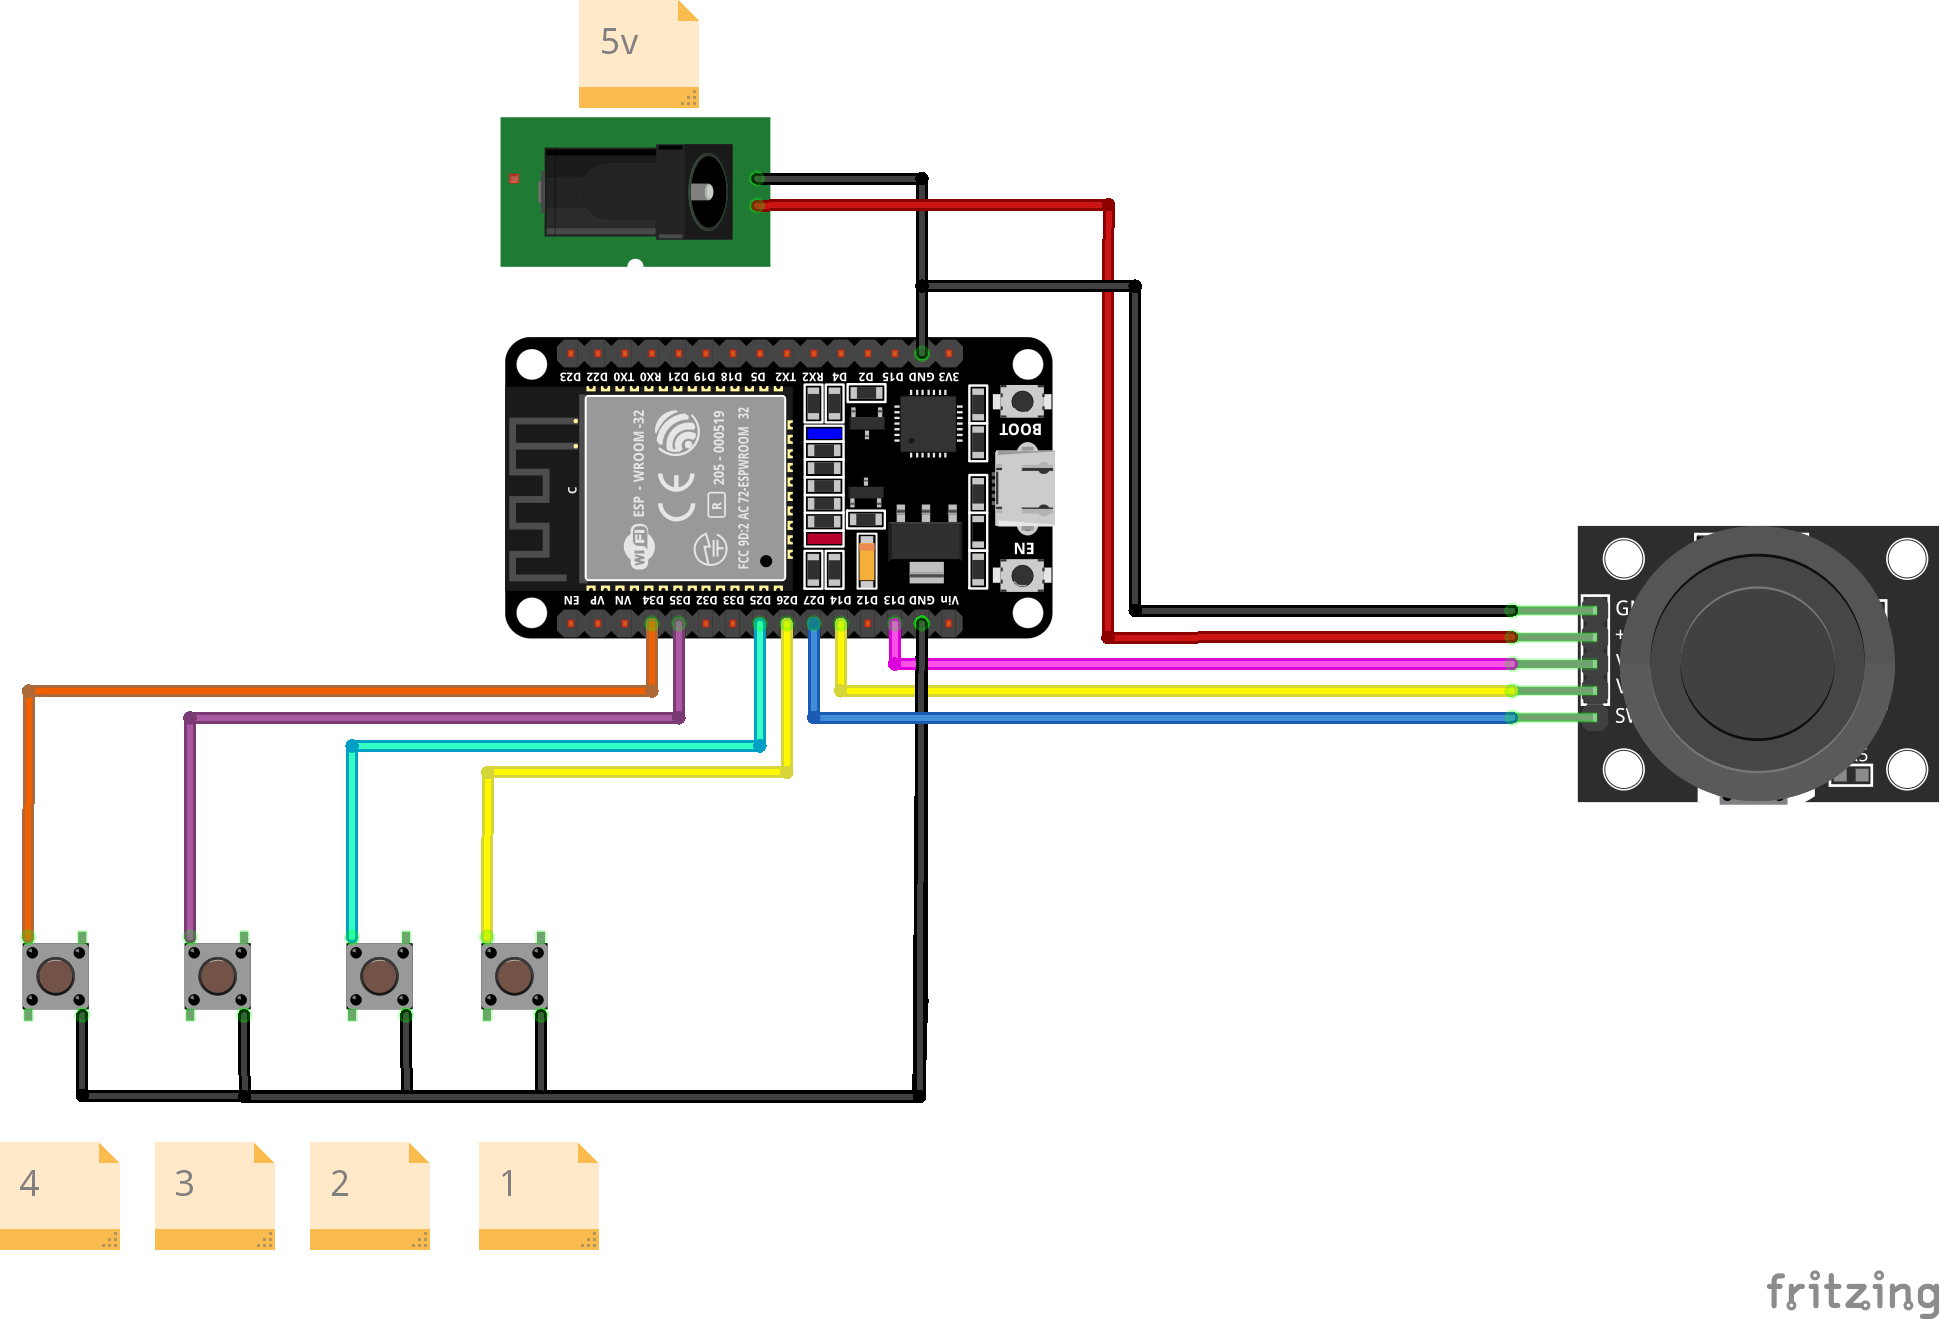 5v
D23 D22 TX0 RX0 D21 D19 D18 D5 TX2 RX2 D4 D2 D15 GND 3V3
BOOT
C
WiFi
ESP - WROOM -32
CE
R
205 - 000519
FCC 9D:2 AC 72-ESPWROOM 32
EN
EN VP VN D34 D35 D32 D33 D25 D26 D27 D14 D12 D13 GND Vin
+
4
3
2
1
fritzing